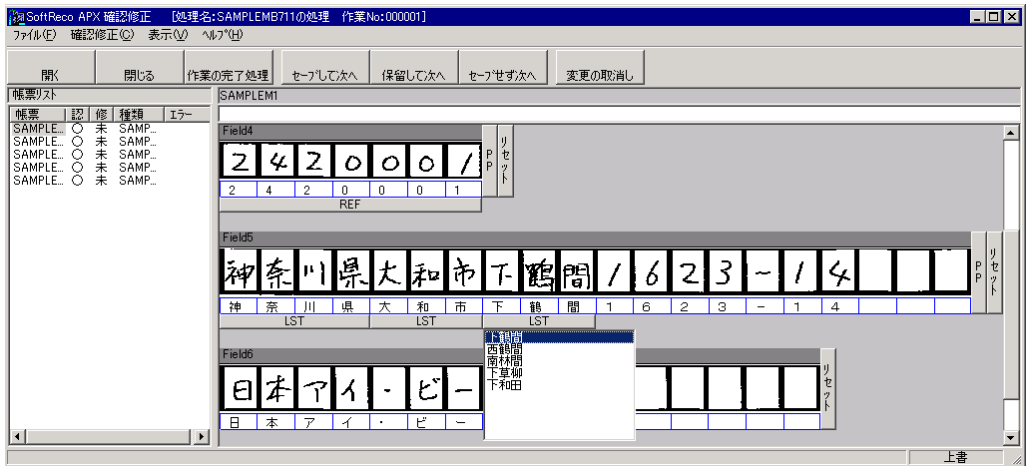 SoftReco APX 確認修正 [処理名:SAMPLEMB711の処理 作業No:000001]
ファイル(F) 確認修正(C) 表示(V) ヘルプ(H)
開く 閉じる 作業の完了処理 セーブして次へ 保留して次へ セーブせず次へ 変更の取消し
帳票リスト SAMPLEM1
帳票 認 修 種類 エラー
SAMPLE... ○ 未 SAMP...
SAMPLE... ○ 未 SAMP...
SAMPLE... ○ 未 SAMP...
SAMPLE... ○ 未 SAMP...
SAMPLE... ○ 未 SAMP...
Field4
2420001 PP リセット
2 4 2 0 0 0 1
REF
Field5
神奈川県大和市下鶴間1623-14 PP リセット
神 奈 川 県 大 和 市 下 鶴 間 1 6 2 3 - 1 4
LST LST LST
下鶴間
西鶴間
南林間
下草柳
下和田
Field6
日本アイ・ビー リセット
日 本 ア イ ・ ビ ー
上書